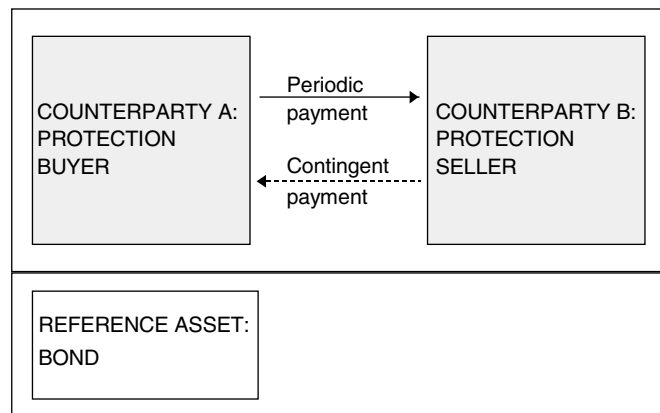 COUNTERPARTY A:
PROTECTION
BUYER
Periodic
payment
Contingent
payment
COUNTERPARTY B:
PROTECTION
SELLER
REFERENCE ASSET:
BOND